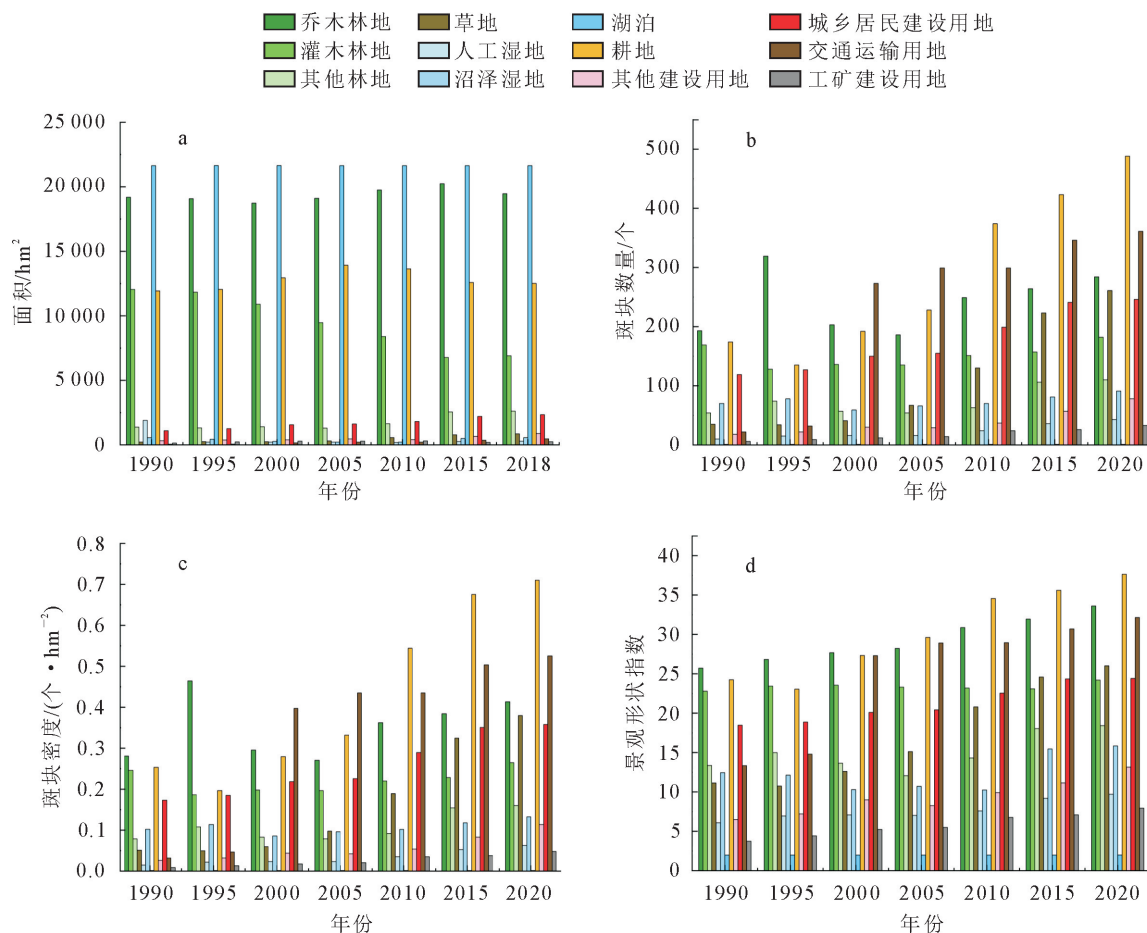 乔木林地 草地 湖泊 城乡居民建设用地
灌木林地 人工湿地 耕地 交通运输用地
其他林地 沼泽湿地 其他建设用地 工矿建设用地
a
面积/hm²
25 000
20 000
15 000
10 000
5 000
0
1990 1995 2000 2005 2010 2015 2018
年份
b
斑块数量/个
500
400
300
200
100
0
1990 1995 2000 2005 2010 2015 2020
年份
c
斑块密度/(个·hm⁻²)
0.8
0.7
0.6
0.5
0.4
0.3
0.2
0.1
0.0
1990 1995 2000 2005 2010 2015 2020
年份
d
景观形状指数
40
35
30
25
20
15
10
5
0
1990 1995 2000 2005 2010 2015 2020
年份